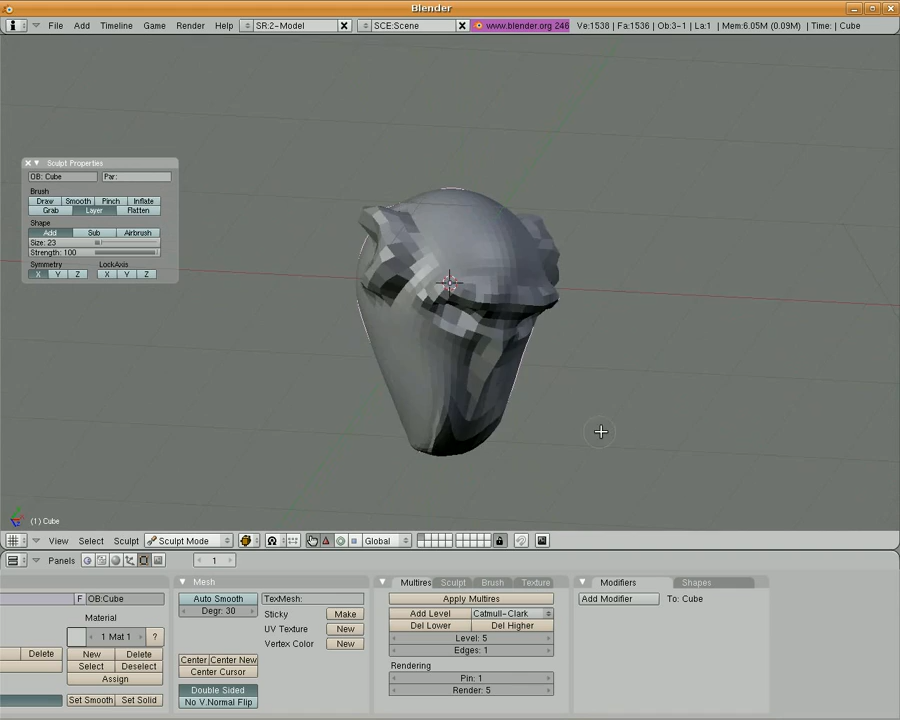 Blender
File Add Timeline Game Render Help SR:2-Model SCE:Scene www.blender.org 246 Ve:1538 | Fa:1536 | Ob:3-1 | La:1 | Mem:6.05M (0.09M) | Time: | Cube
Sculpt Properties
OB: Cube Par:
Brush
Draw Smooth Pinch Inflate
Grab Layer Flatten
Shape
Add Sub Airbrush
Size: 23
Strength: 100
Symmetry LockAxis
X Y Z X Y Z
(1) Cube
View Select Sculpt Sculpt Mode Global
Panels 1
F OB:Cube
Material
1 Mat 1 ?
Delete New Delete
Select Deselect
Assign
Set Smooth Set Solid
Mesh
Auto Smooth TexMesh:
Degr: 30 Sticky Make
UV Texture New
Vertex Color New
Center Center New
Center Cursor
Double Sided
No V.Normal Flip
Multires Sculpt Brush Texture
Apply Multires
Add Level Catmull-Clark
Del Lower Del Higher
Level: 5
Edges: 1
Rendering
Pin: 1
Render: 5
Modifiers Shapes
Add Modifier To: Cube